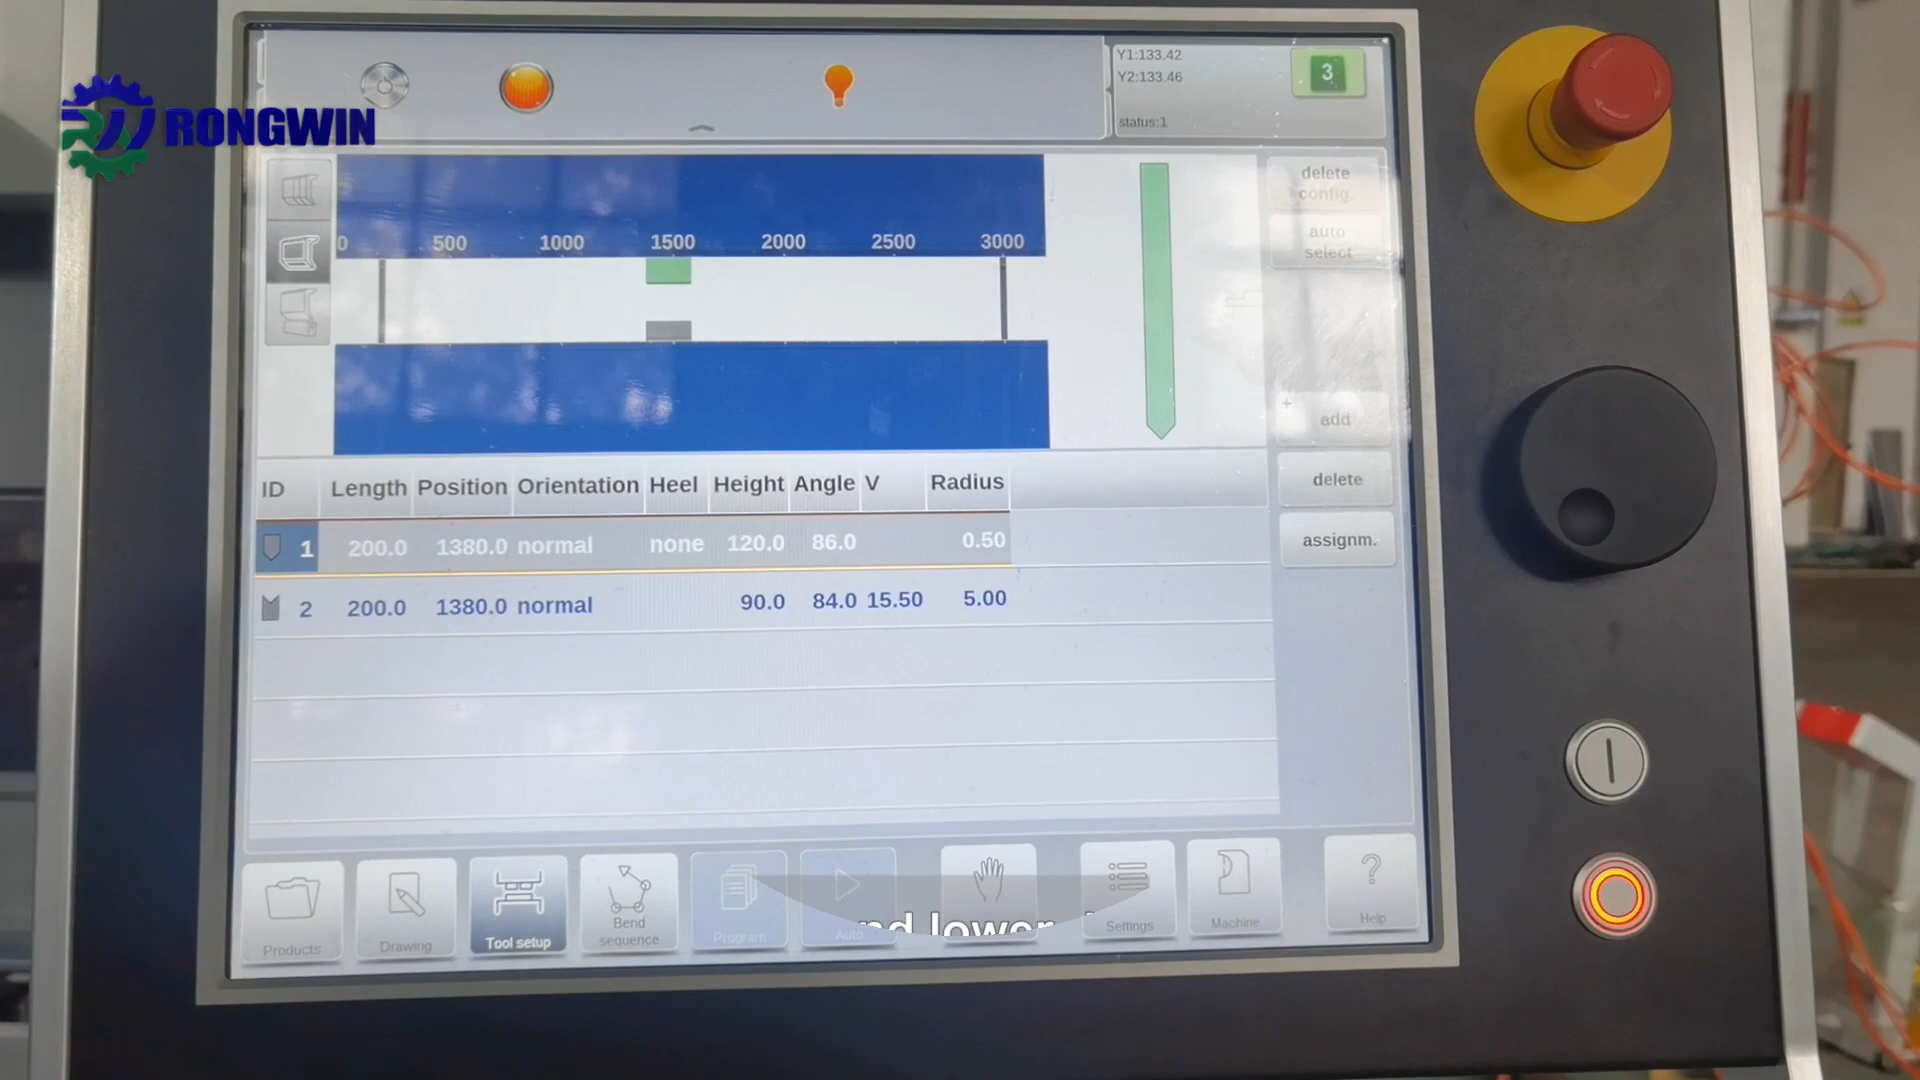 RONGWIN
Y1:133.42
Y2:133.46
status:1
3
0 500 1000 1500 2000 2500 3000
delete
config.
auto
select
+ add
delete
assignm.
ID Length Position Orientation Heel Height Angle V Radius
1 200.0 1380.0 normal none 120.0 86.0 0.50
2 200.0 1380.0 normal 90.0 84.0 15.50 5.00
Products
Drawing
Tool setup
Bend
sequence
Program
Auto
Settings
Machine
? Help
lower